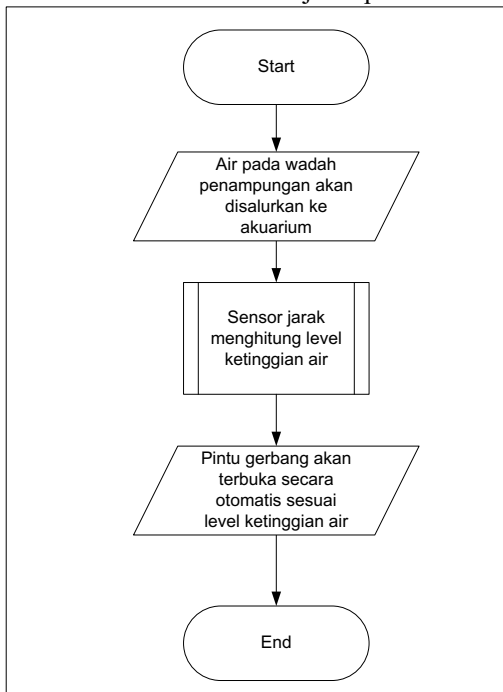 Start
Air pada wadah
penampungan akan
disalurkan ke
akuarium
Sensor jarak
menghitung level
ketinggian air
Pintu gerbang akan
terbuka secara
otomatis sesuai
level ketinggian air
End